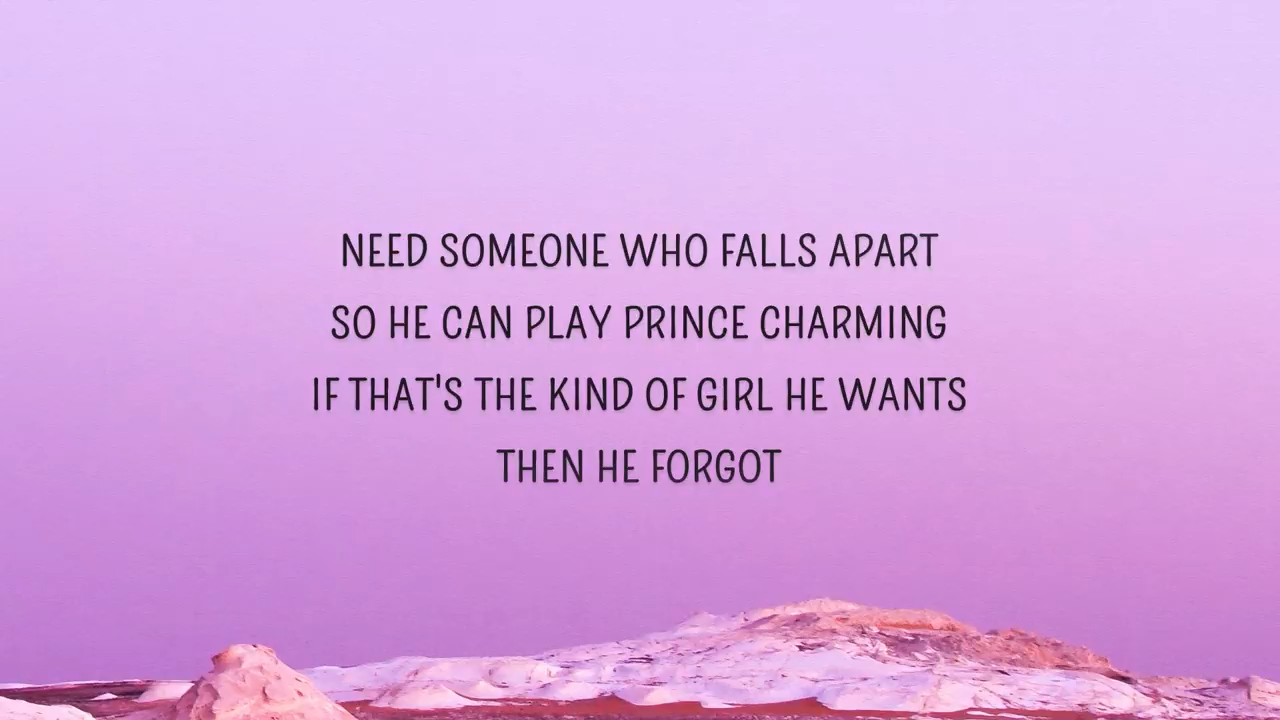 NEED SOMEONE WHO FALLS APART
SO HE CAN PLAY PRINCE CHARMING
IF THAT'S THE KIND OF GIRL HE WANTS
THEN HE FORGOT